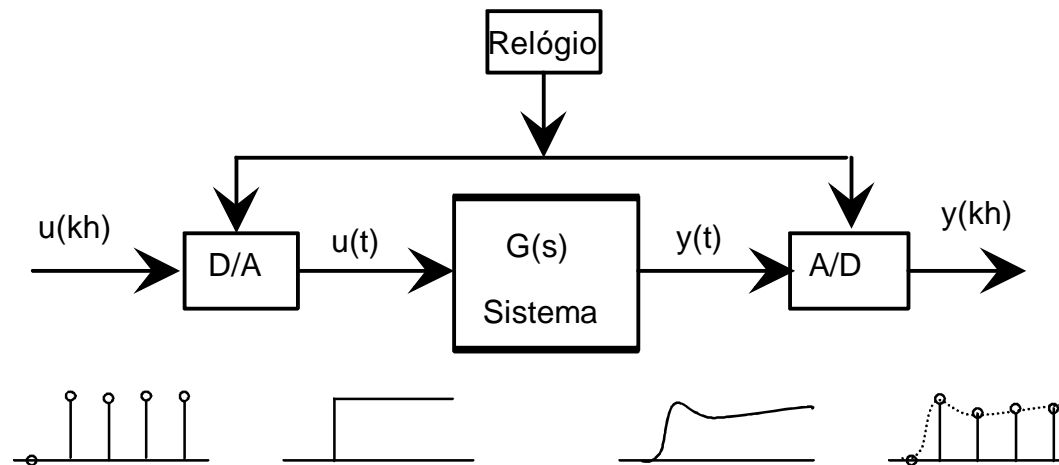 Relógio
u(kh)
D/A
u(t)
G(s)
Sistema
y(t)
A/D
y(kh)